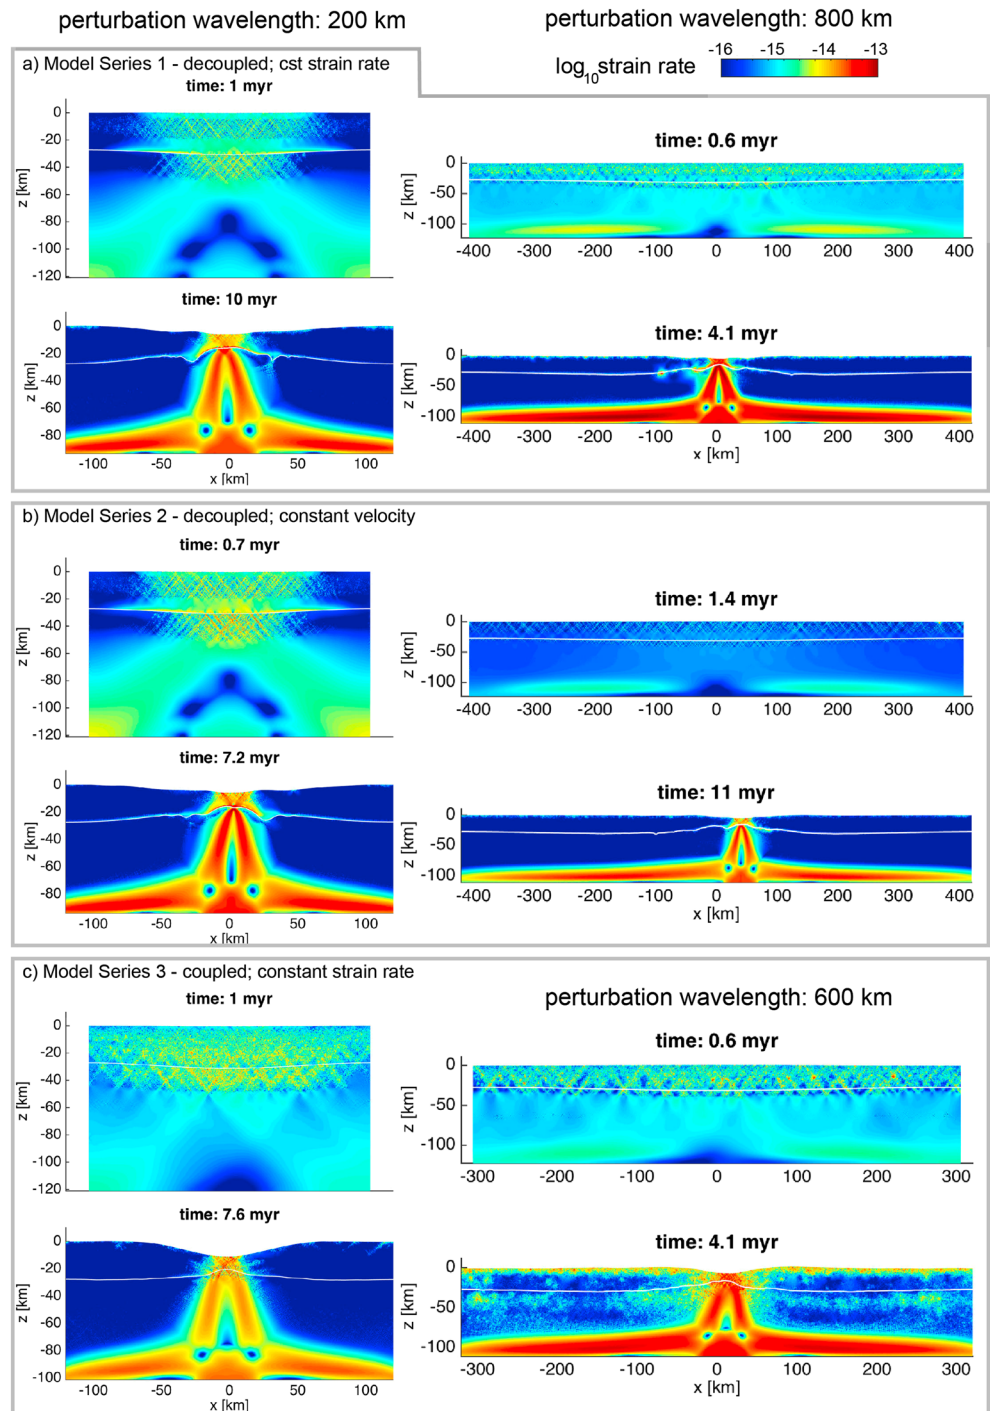 perturbation wavelength: 200 km
perturbation wavelength: 800 km
log10strain rate
-16 -15 -14 -13
a) Model Series 1 - decoupled; cst strain rate
time: 1 myr
z [km]
0
-20
-40
-60
-80
-100
-120
time: 0.6 myr
z [km]
0
-50
-100
-400 -300 -200 -100 0 100 200 300 400
time: 10 myr
z [km]
0
-20
-40
-60
-80
-100 -50 0 50 100
x [km]
time: 4.1 myr
z [km]
0
-50
-100
-400 -300 -200 -100 0 100 200 300 400
x [km]
b) Model Series 2 - decoupled; constant velocity
time: 0.7 myr
z [km]
0
-20
-40
-60
-80
-100
-120
time: 1.4 myr
z [km]
0
-50
-100
-400 -300 -200 -100 0 100 200 300 400
time: 7.2 myr
z [km]
0
-20
-40
-60
-80
-100 -50 0 50 100
x [km]
time: 11 myr
z [km]
0
-50
-100
-400 -300 -200 -100 0 100 200 300 400
x [km]
c) Model Series 3 - coupled; constant strain rate
time: 1 myr
z [km]
0
-20
-40
-60
-80
-100
-120
perturbation wavelength: 600 km
time: 0.6 myr
z [km]
0
-50
-100
-300 -200 -100 0 100 200 300
time: 7.6 myr
z [km]
0
-20
-40
-60
-80
-100
-100 -50 0 50 100
x [km]
time: 4.1 myr
z [km]
0
-50
-100
-300 -200 -100 0 100 200 300
x [km]